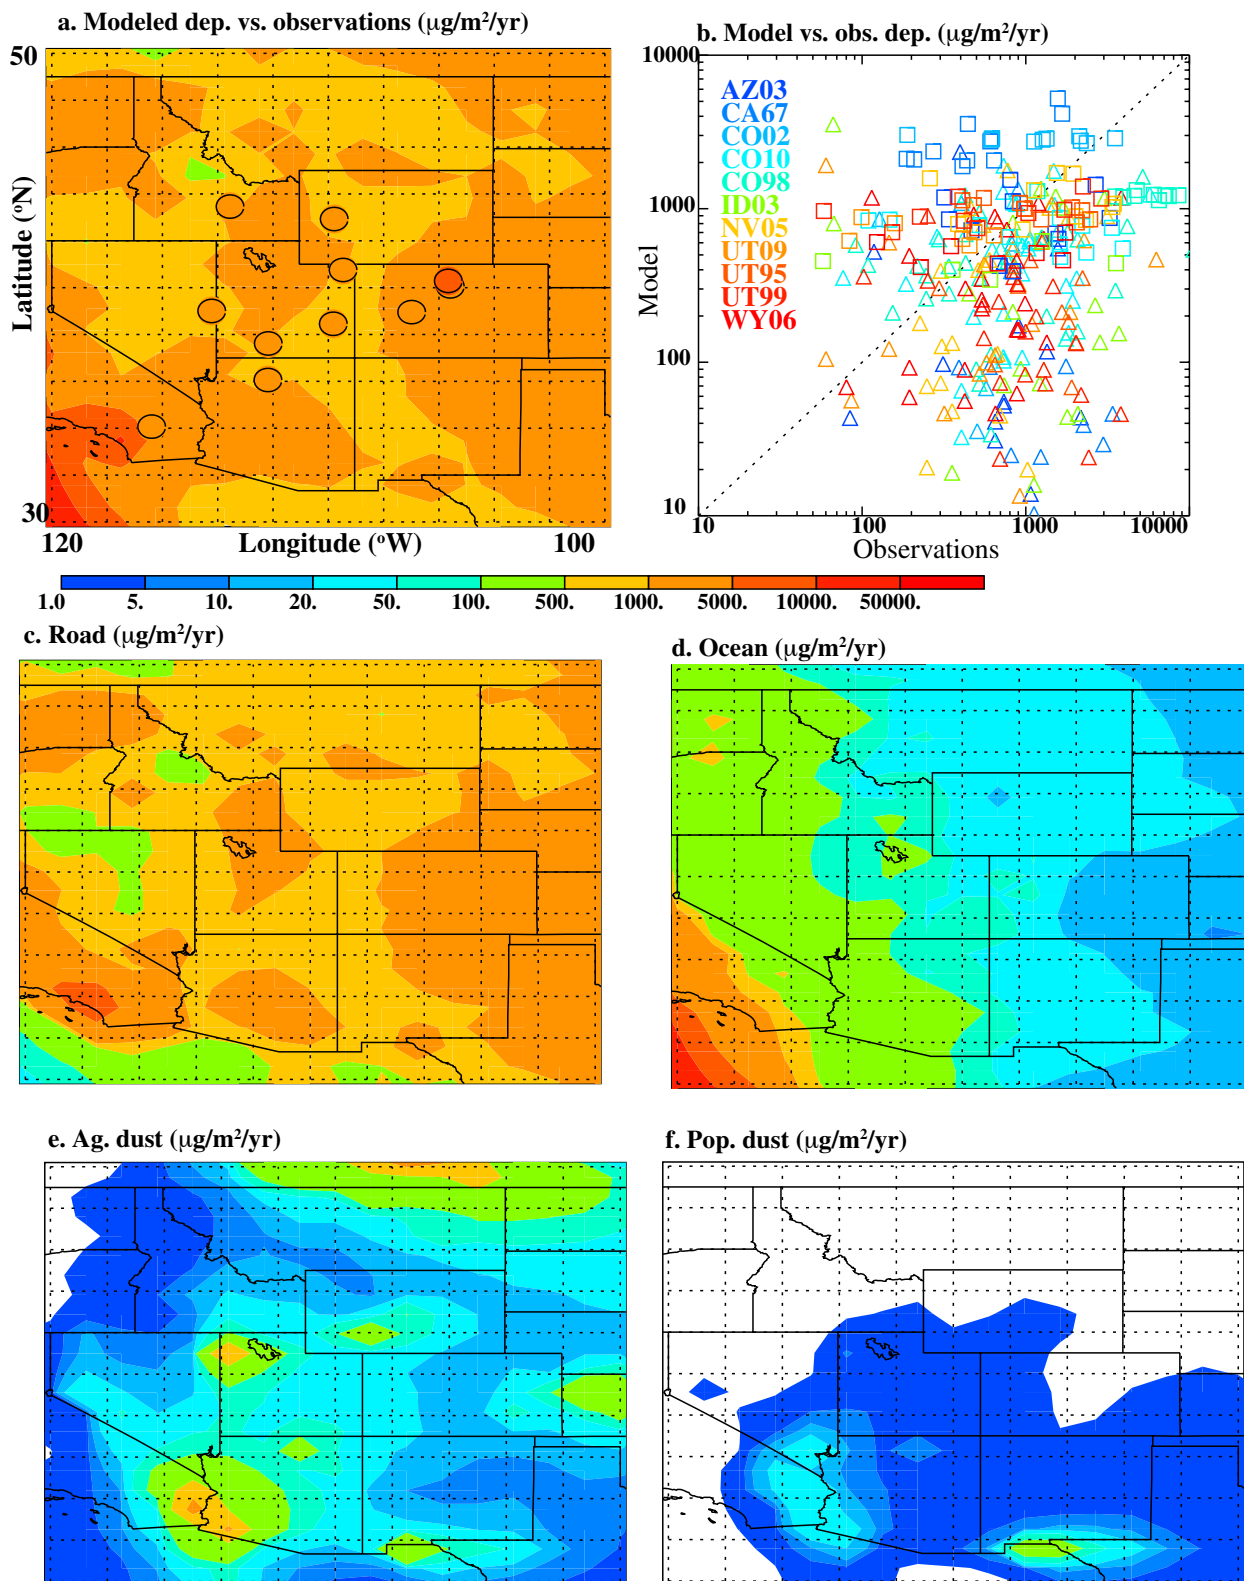 a. Modeled dep. vs. observations (μg/m²/yr)
50
Latitude (°N)
30
120
Longitude (°W)
100
b. Model vs. obs. dep. (μg/m²/yr)
10000
1000
100
10
Model
AZ03
CA67
CO02
CO10
CO98
ID03
NV05
UT09
UT95
UT99
WY06
10
100
1000
10000
Observations
1.0 5. 10. 20. 50. 100. 500. 1000. 5000. 10000. 50000.
c. Road (μg/m²/yr)
d. Ocean (μg/m²/yr)
e. Ag. dust (μg/m²/yr)
f. Pop. dust (μg/m²/yr)